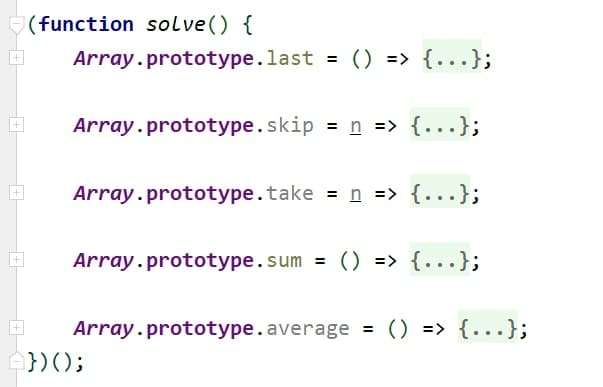 (function solve() {
Array.prototype.last = () => {...};
Array.prototype.skip = n => {...};
Array.prototype.take = n => {...};
Array.prototype.sum = () => {...};
Array.prototype.average = () => {...};
})();